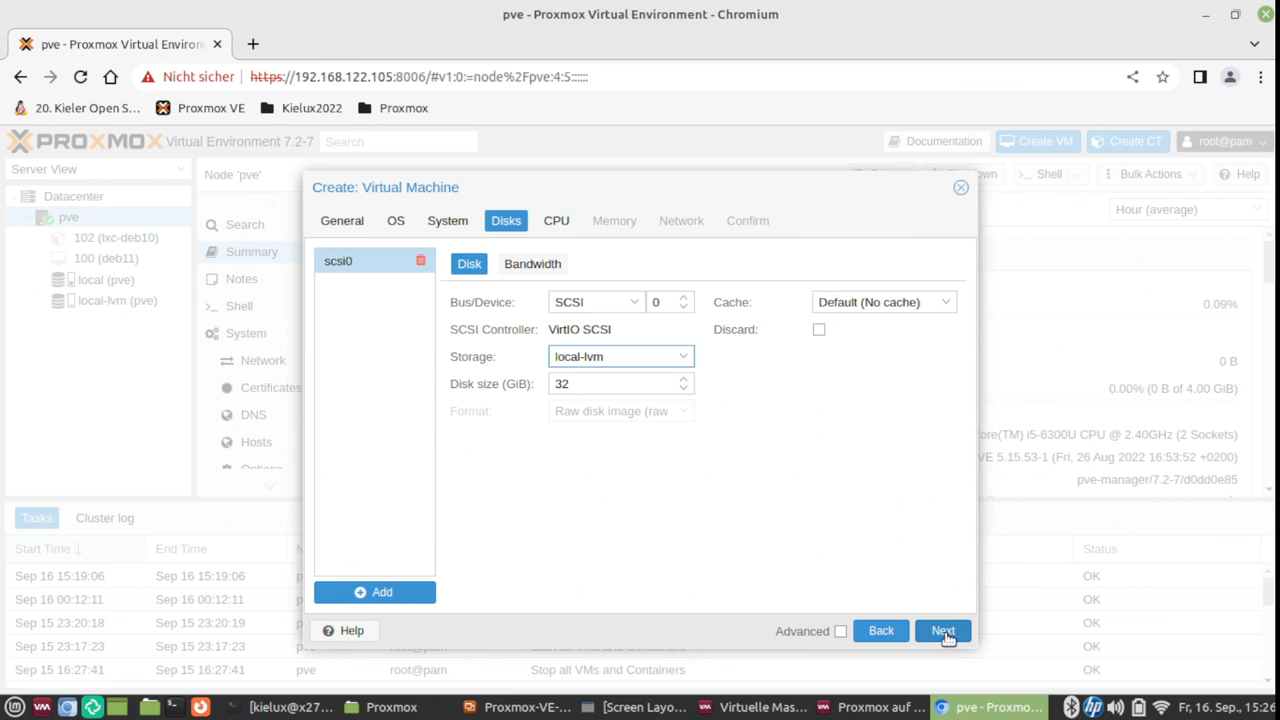 pve - Proxmox Virtual Environment - Chromium
pve - Proxmox Virtual Environ
Nicht sicher https://192.168.122.105:8006/#v1:0:=node%2Fpve:4:5::::::
20. Kieler Open S... Proxmox VE Kielux2022 Proxmox
PROXMOX Virtual Environment 7.2-7 Search Documentation Create VM Create CT root@pam
Server View Node 'pve' Shell Bulk Actions Help
Datacenter
pve
102 (lxc-deb10)
100 (deb11)
local (pve)
local-lvm (pve)
Search
Summary
Notes
Shell
System
Network
Certificates
DNS
Hosts
Options
Create: Virtual Machine
General OS System Disks CPU Memory Network Confirm
scsi0
Disk Bandwidth
Bus/Device: SCSI 0 Cache: Default (No cache)
SCSI Controller: VirtIO SCSI Discard:
Storage: local-lvm
Disk size (GiB): 32
Format: Raw disk image (raw
Add
Help Advanced Back Next
Hour (average)
0.09%
0 B
0.00% (0 B of 4.00 GiB)
i5-6300U CPU @ 2.40GHz (2 Sockets)
5.15.53-1 (Fri, 26 Aug 2022 16:53:52 +0200)
pve-manager/7.2-7/d0dd0e85
Tasks Cluster log
Start Time End Time Status
Sep 16 15:19:06 Sep 16 15:19:06 OK
Sep 16 00:12:11 Sep 16 00:12:11 OK
Sep 15 23:20:18 Sep 15 23:20:19 OK
Sep 15 23:17:23 Sep 15 23:17:23 pve root@pam Start all VMs and Containers OK
Sep 15 16:27:41 Sep 15 16:27:41 pve root@pam Stop all VMs and Containers OK
[kielux@x27... Proxmox Proxmox-VE-... [Screen Layo... Virtuelle Mas... Proxmox auf ... pve - Proxmo... Fr, 16. Sep., 15:26